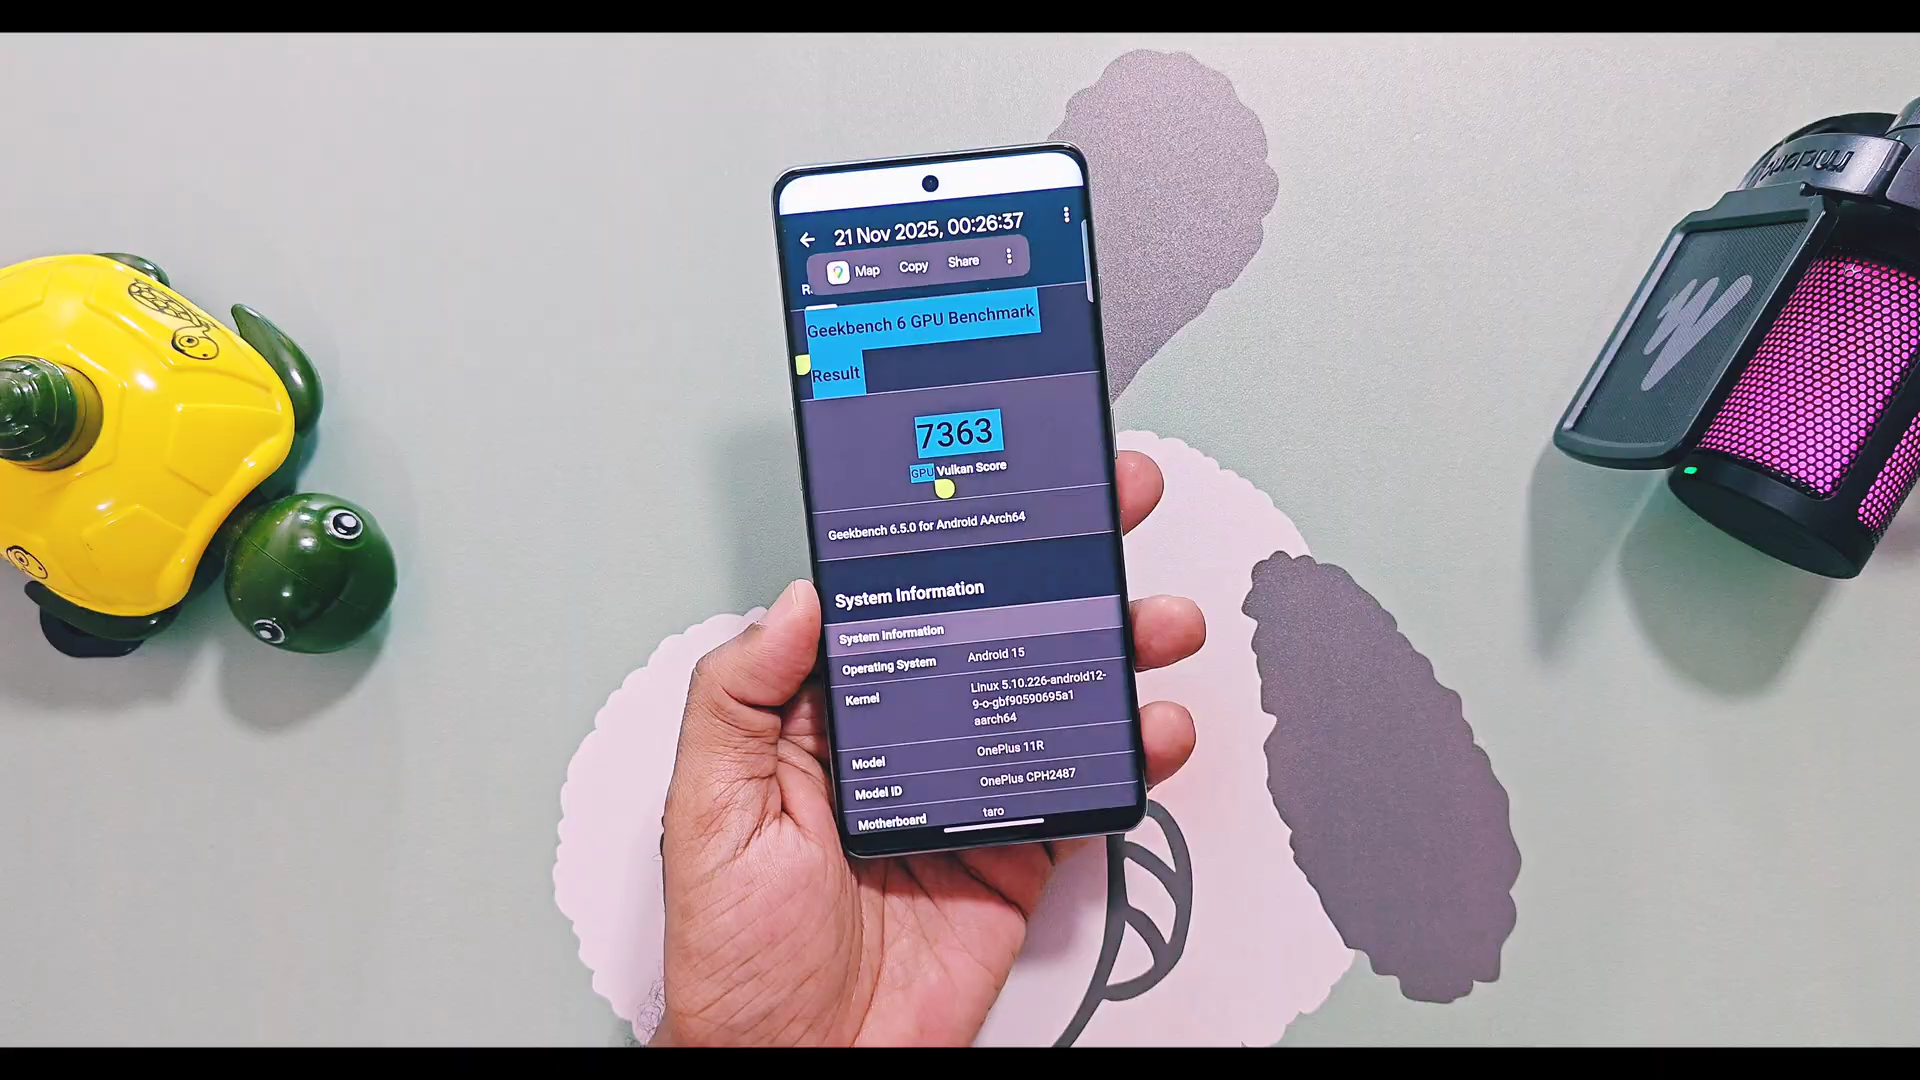 21 Nov 2025, 00:26:37
Map Copy Share
R
Geekbench 6 GPU Benchmark
Result
7363
GPU Vulkan Score
Geekbench 6.5.0 for Android AArch64
System Information
System Information
Operating System Android 15
Kernel Linux 5.10.226-android12-
9-o-gbf90590695a1
aarch64
Model OnePlus 11R
Model ID OnePlus CPH2487
Motherboard taro